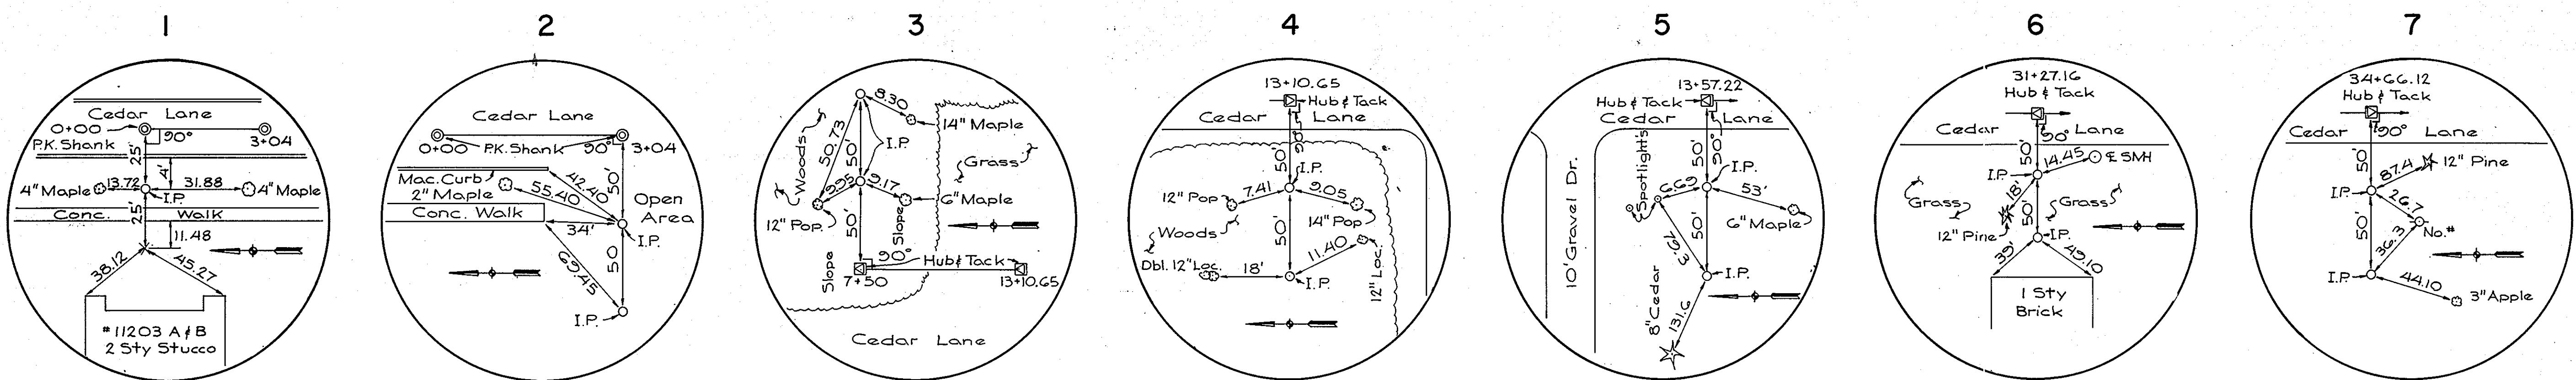 1
Cedar Lane
0+00
90°
P.K. Shank
3+04
25'
4'
4" Maple
13.72
31.88
4" Maple
I.P.
25'
Conc. Walk
11.48
38.12
45.27
#11203 A & B
2 Sty Stucco
2
Cedar Lane
0+00
P.K. Shank
90°
3+04
Mac. Curb
2" Maple
Conc. Walk
42.40
55.40
50'
Open
Area
34'
I.P.
69.45
50'
I.P.
3
8.30
14" Maple
Woods
50.73
50'
I.P.
Grass
9.95
9.17
6" Maple
12" Pop.
50'
Slope
Slope
90°
Hub & Tack
7+50
13+10.65
Cedar Lane
4
13+10.65
Hub & Tack
Cedar Lane
90°
50'
I.P.
12" Pop
7.41
9.05
14" Pop
Woods
50'
11.40
Dbl. 12" Loc.
18'
I.P.
12" Loc.
5
13+57.22
Hub & Tack
Cedar Lane
90°
50'
I.P.
Spotlights
6.69
53'
6" Maple
10' Gravel Dr.
50'
79.3
I.P.
8" Cedar
131.6
6
31+27.16
Hub & Tack
Cedar Lane
90°
50'
14.45
℄ SMH
I.P.
18'
Grass
50'
Grass
12" Pine
I.P.
39'
49.10
1 Sty
Brick
7
34+66.12
Hub & Tack
Cedar Lane
90°
50'
87.4
12" Pine
I.P.
26.7
50'
36.3
No.#
I.P.
44.10
3" Apple